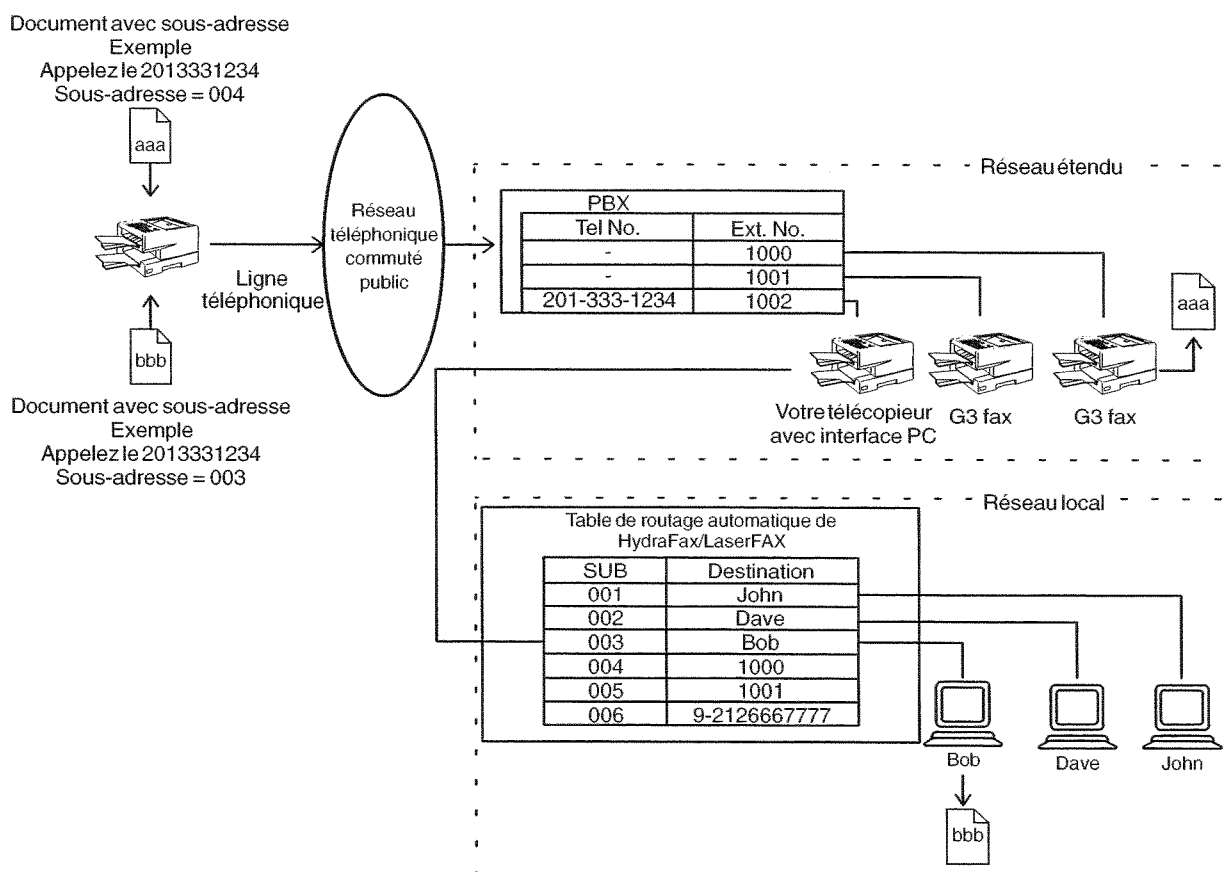 Document avec sous-adresse
Exemple
Appelez le 2013331234
Sous-adresse = 004
aaa
Ligne
téléphonique
bbb
Document avec sous-adresse
Exemple
Appelez le 2013331234
Sous-adresse = 003
Réseau
téléphonique
commuté
public
Réseau étendu
PBX
Tel No. Ext. No.
- 1000
- 1001
201-333-1234 1002
aaa
Votre télécopieur
avec interface PC
G3 fax
G3 fax
Réseau local
Table de routage automatique de
HydraFax/LaserFAX
SUB Destination
001 John
002 Dave
003 Bob
004 1000
005 1001
006 9-2126667777
Bob
Dave
John
bbb